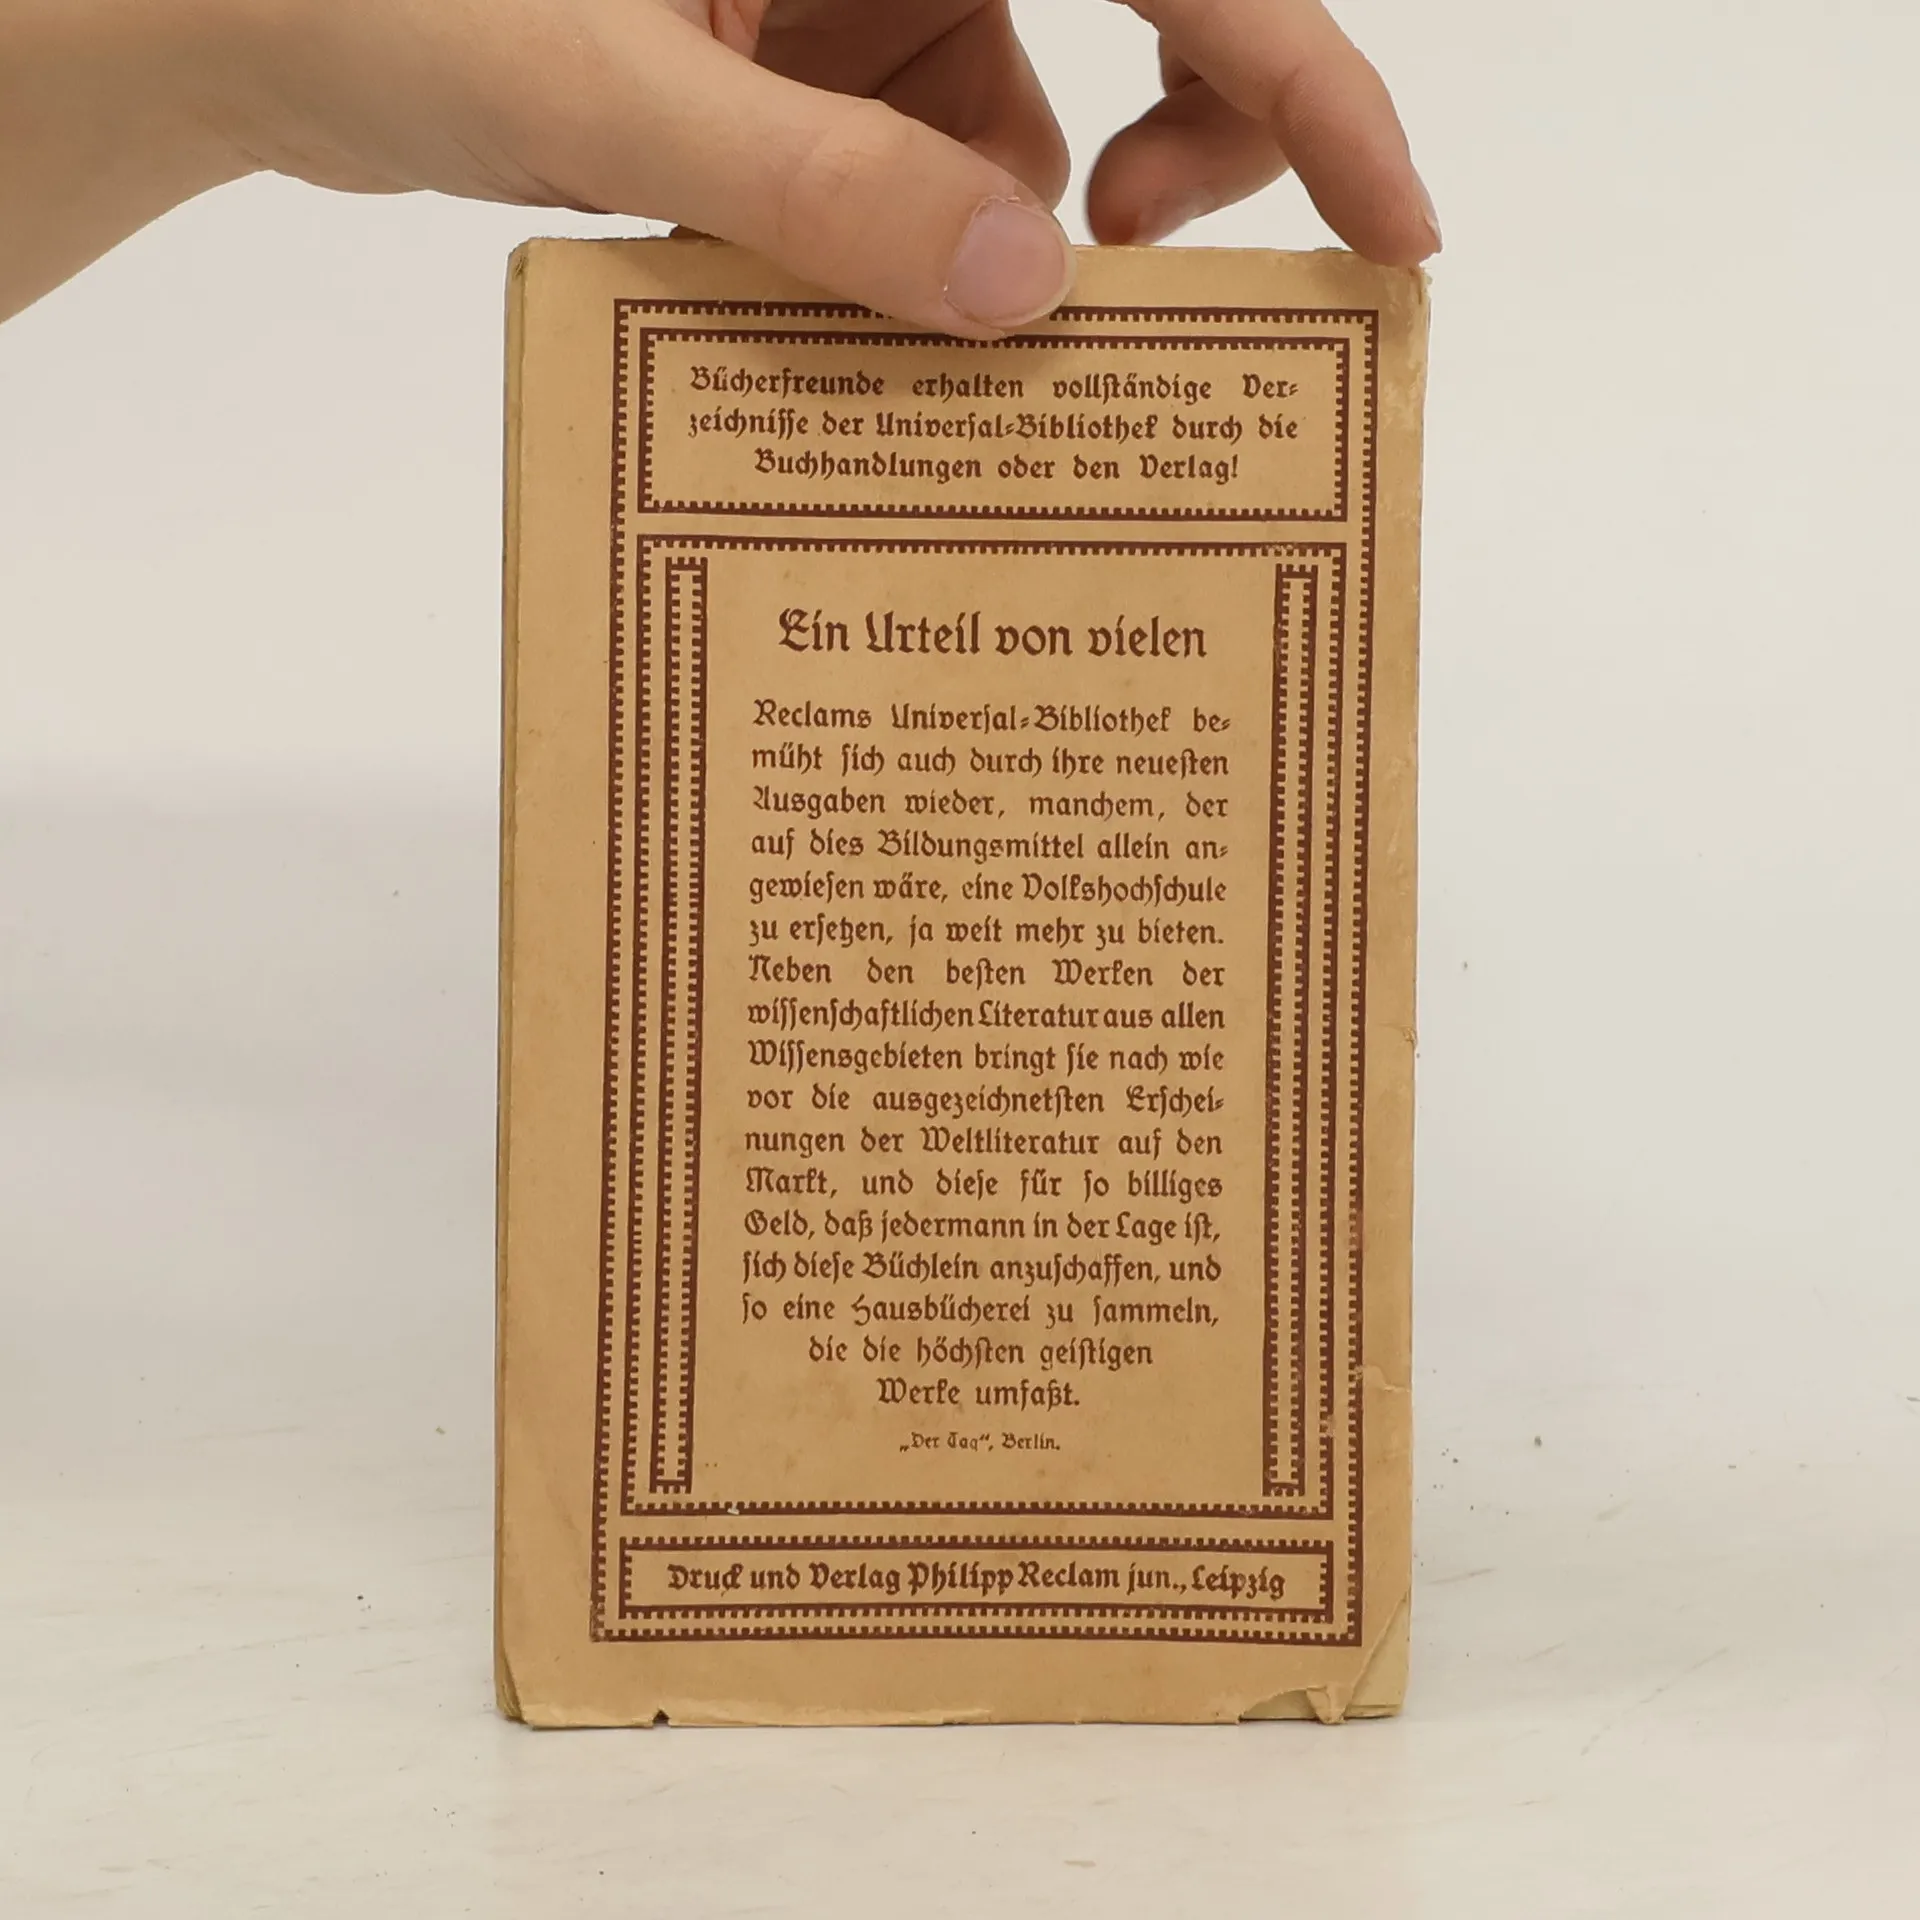 Bücherfreunde erhalten vollſtändige Ver⸗
zeichniſſe der Univerſal⸗Bibliothek durch die
Buchhandlungen oder den Verlag!
Ein Urteil von vielen
Reclams Univerſal⸗Bibliothek be⸗
müht ſich auch durch ihre neueſten
Ausgaben wieder, manchem, der
auf dies Bildungsmittel allein an⸗
gewieſen wäre, eine Volkshochſchule
zu erſetzen, ja weit mehr zu bieten.
Neben den beſten Werken der
wiſſenſchaftlichen Literatur aus allen
Wiſſensgebieten bringt ſie nach wie
vor die ausgezeichnetſten Erſchei⸗
nungen der Weltliteratur auf den
Markt, und dieſe für ſo billiges
Geld, daß jedermann in der Lage iſt,
ſich dieſe Büchlein anzuſchaffen, und
ſo eine Hausbücherei zu ſammeln,
die die höchſten geiſtigen
Werke umfaßt.
„Der Tag“, Berlin.
Druck und Verlag Philipp Reclam jun., Leipzig